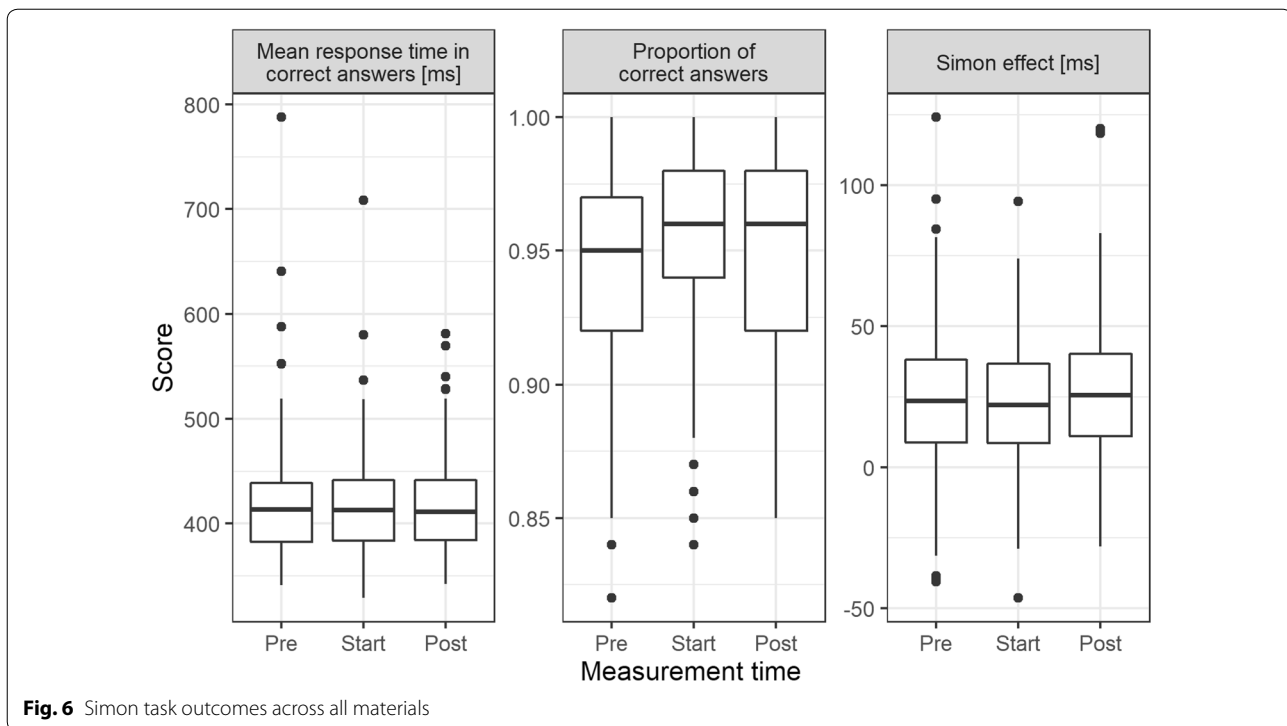 Mean response time in
correct answers [ms]
Proportion of
correct answers
Simon effect [ms]
Score
800
700
600
500
400
1.00
0.95
0.90
0.85
100
50
0
-50
Pre Start Post
Pre Start Post
Pre Start Post
Measurement time
Fig. 6 Simon task outcomes across all materials